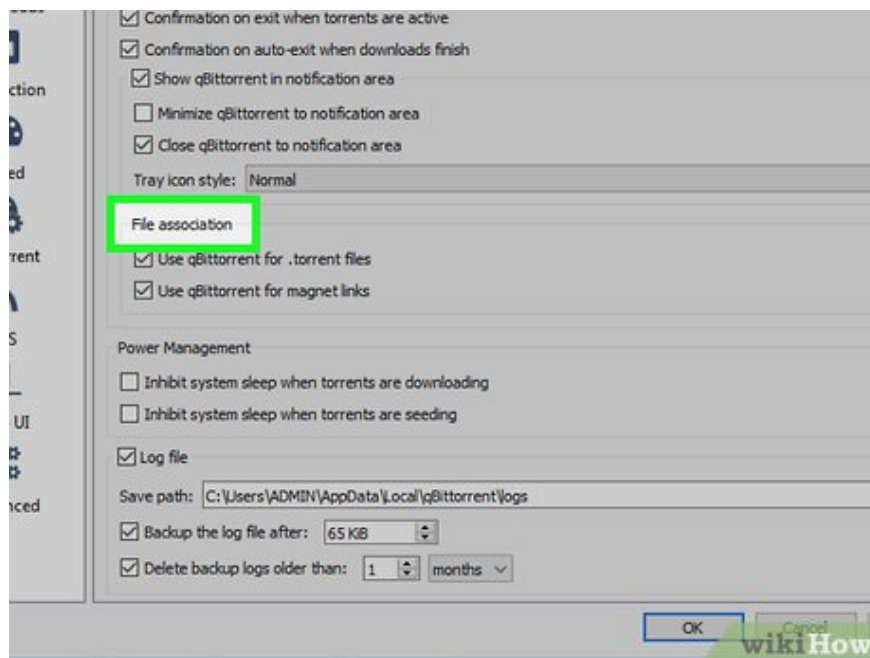 Confirmation on exit when torrents are active
Confirmation on auto-exit when downloads finish
Show qBittorrent in notification area
ction
Minimize qBittorrent to notification area
Close qBittorrent to notification area
ed
Tray icon style: Normal
File association
rent
Use qBittorrent for .torrent files
Use qBittorrent for magnet links
S
Power Management
Inhibit system sleep when torrents are downloading
Inhibit system sleep when torrents are seeding
UI
Log file
Save path: C:\Users\ADMIN\AppData\Local\qBittorrent\logs
nced
Backup the log file after: 65 KiB
Delete backup logs older than: 1 months
OK Cancel
wikiHow